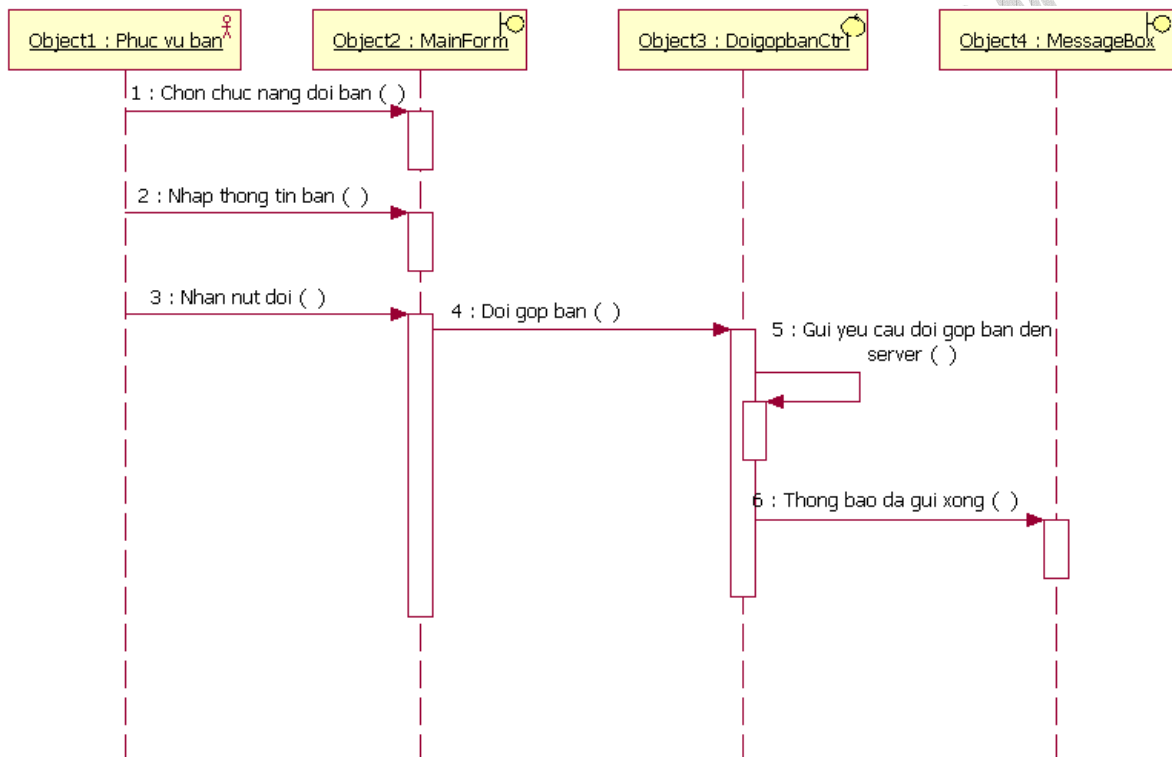 Object1 : Phuc vu ban
Object2 : MainForm
Object3 : DoigopbanCtrl
Object4 : MessageBox
1 : Chon chuc nang doi ban ( )
2 : Nhap thong tin ban ( )
3 : Nhan nut doi ( )
4 : Doi gop ban ( )
5 : Gui yeu cau doi gop ban den
server ( )
6 : Thong bao da gui xong ( )